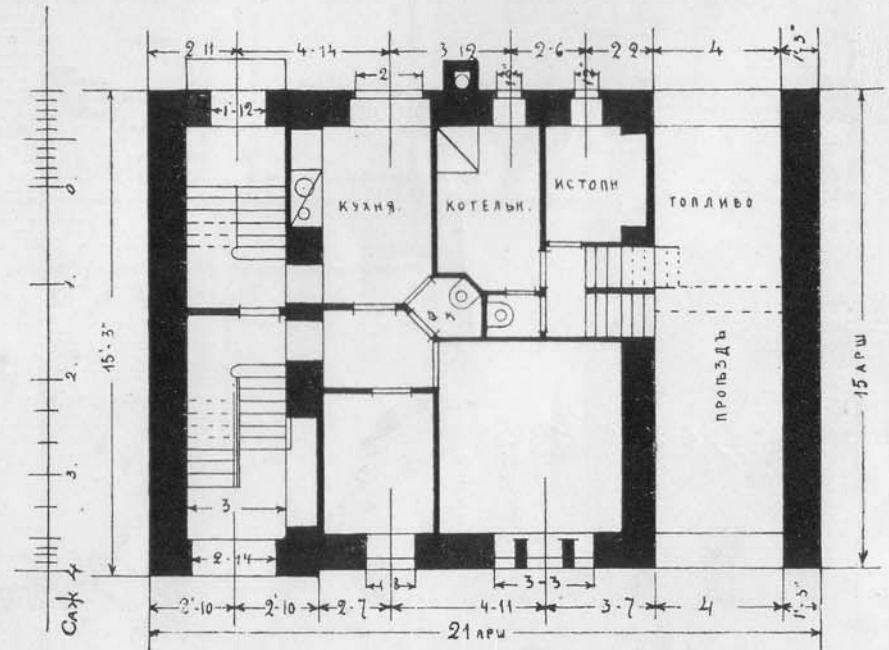 2·11 4·14 3·12 2·6 2·2 4 1'·5"
2
1'·12
КУХНЯ.
КОТЕЛЬН.
ИСТОПН
ТОПЛИВО
0
1
2.
3.
4
САЖ
15·3"
15 АРШ
ПРОѢЗДЪ
3
2·14
1 8
3-3
2'·10 2'·10 2·7 4·11 3·7 4 1'·5"
21 АРШ